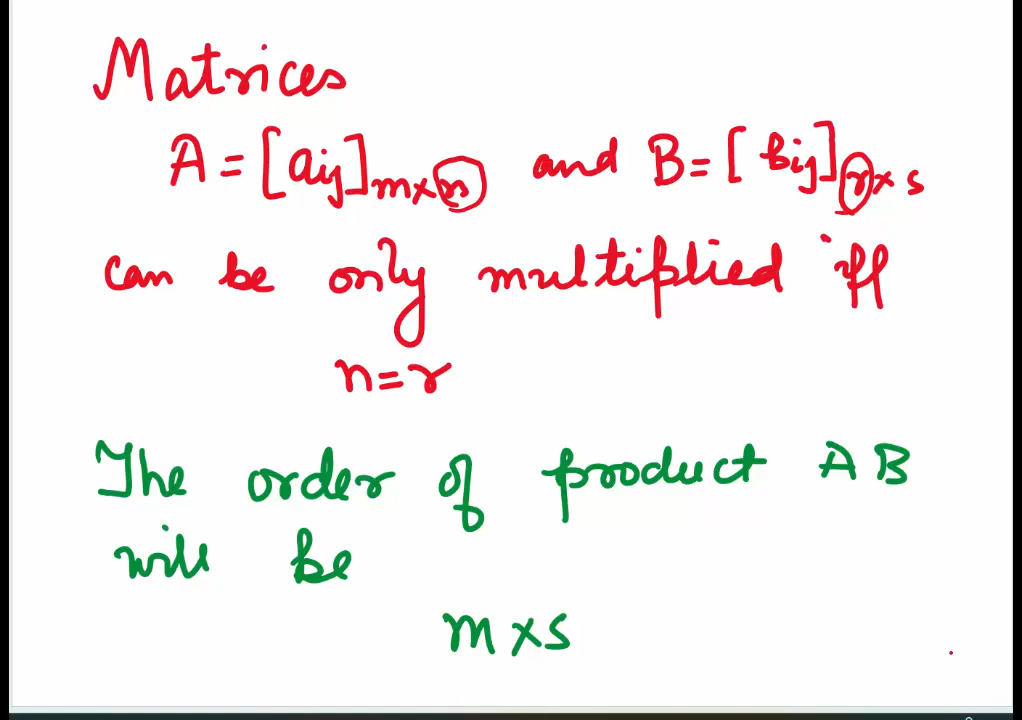 Matrices
A = [aij]m×n and B = [bij]r×s
can be only multiplied iff
n=r
The order of product AB
will be
m×s